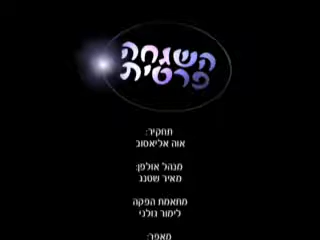 השגחה
פרטית
תחקיר:
אוה אליאסוב
מנהל אולפן:
מאיר שטנג
מתאמת הפקה
לימור גולני
מאפר: